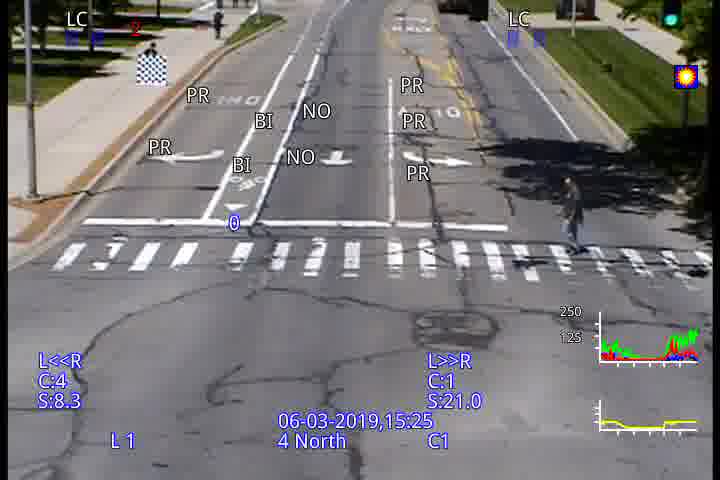 LC
2
LC
PR
PR
BI
NO
PR
PR
BI
NO
PR
0
250
125
L<<R
C:4
S:8.3
L>>R
C:1
S:21.0
06-03-2019,15:25
L 1
4 North
C1